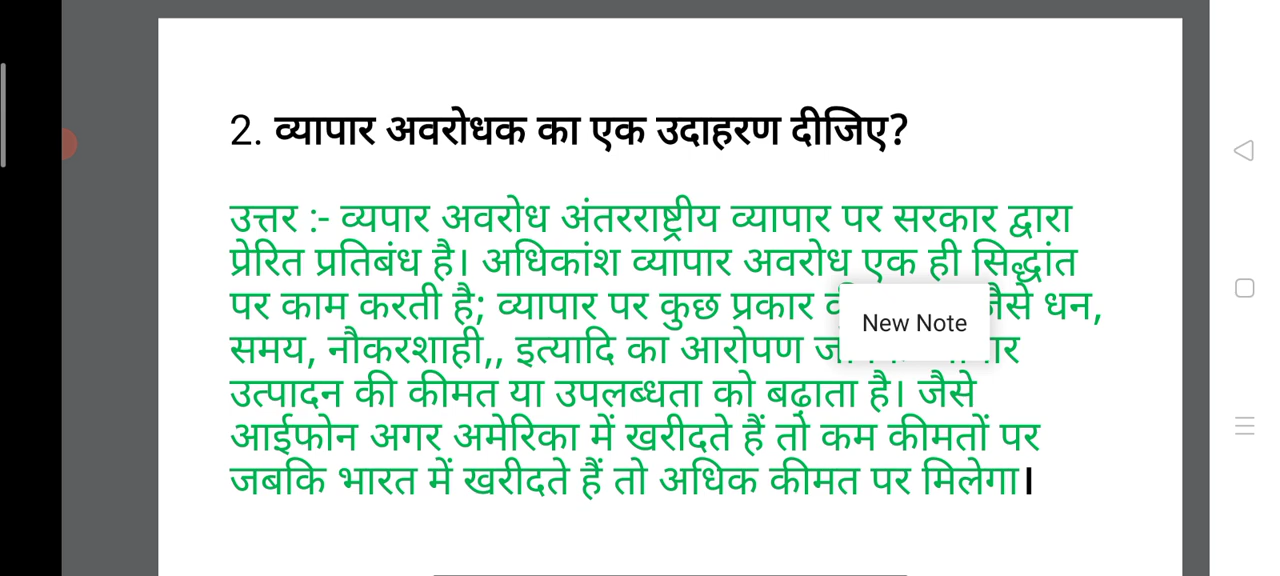 2. व्यापार अवरोधक का एक उदाहरण दीजिए?
उत्तर :- व्यपार अवरोध अंतरराष्ट्रीय व्यापार पर सरकार द्वारा
प्रेरित प्रतिबंध है। अधिकांश व्यापार अवरोध एक ही सिद्धांत
पर काम करती है; व्यापार पर कुछ प्रकार धन,
New Note
समय, नौकरशाही,, इत्यादि का आरोपण
उत्पादन की कीमत या उपलब्धता को बढ़ाता है। जैसे
आईफोन अगर अमेरिका में खरीदते हैं तो कम कीमतों पर
जबकि भारत में खरीदते हैं तो अधिक कीमत पर मिलेगा।